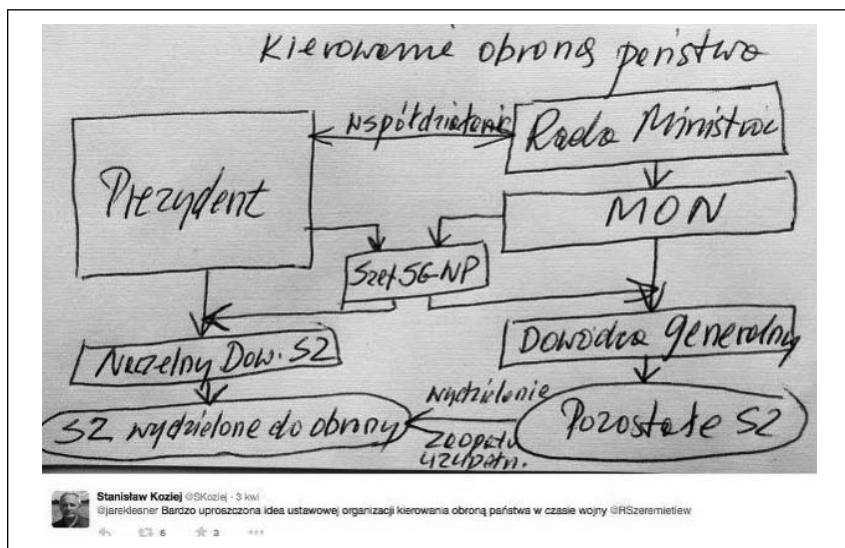 Kierowanie obroną państwa
Prezydent
współdziałanie
Rada Ministrów
MON
Szef SG-NP
Naczelny Dow. SZ
Dowódca generalny
SZ wydzielone do obrony
wydzielenie
zaopatrz.
uzupełn.
Pozostałe SZ
Stanisław Koziej @SKoziej · 3 kwi
@jareklesner Bardzo uproszczona idea ustawowej organizacji kierowania obroną państwa w czasie wojny @RSzeremietiew
6 3